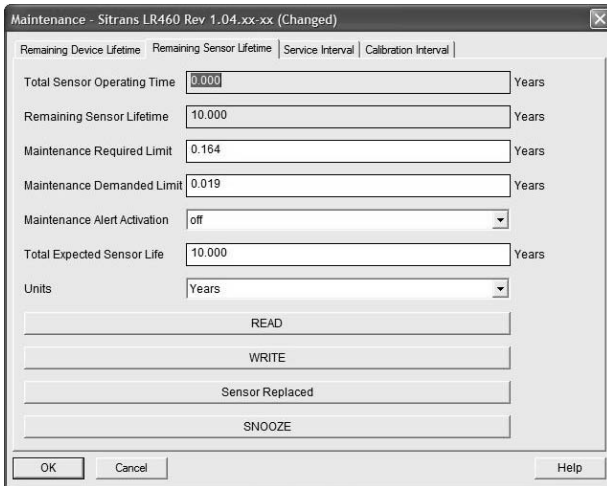 Maintenance - Sitrans LR460 Rev 1.04.xx-xx (Changed)
Remaining Device Lifetime Remaining Sensor Lifetime Service Interval Calibration Interval
Total Sensor Operating Time 0.000 Years
Remaining Sensor Lifetime 10.000 Years
Maintenance Required Limit 0.164 Years
Maintenance Demanded Limit 0.019 Years
Maintenance Alert Activation off
Total Expected Sensor Life 10.000 Years
Units Years
READ
WRITE
Sensor Replaced
SNOOZE
OK Cancel Help